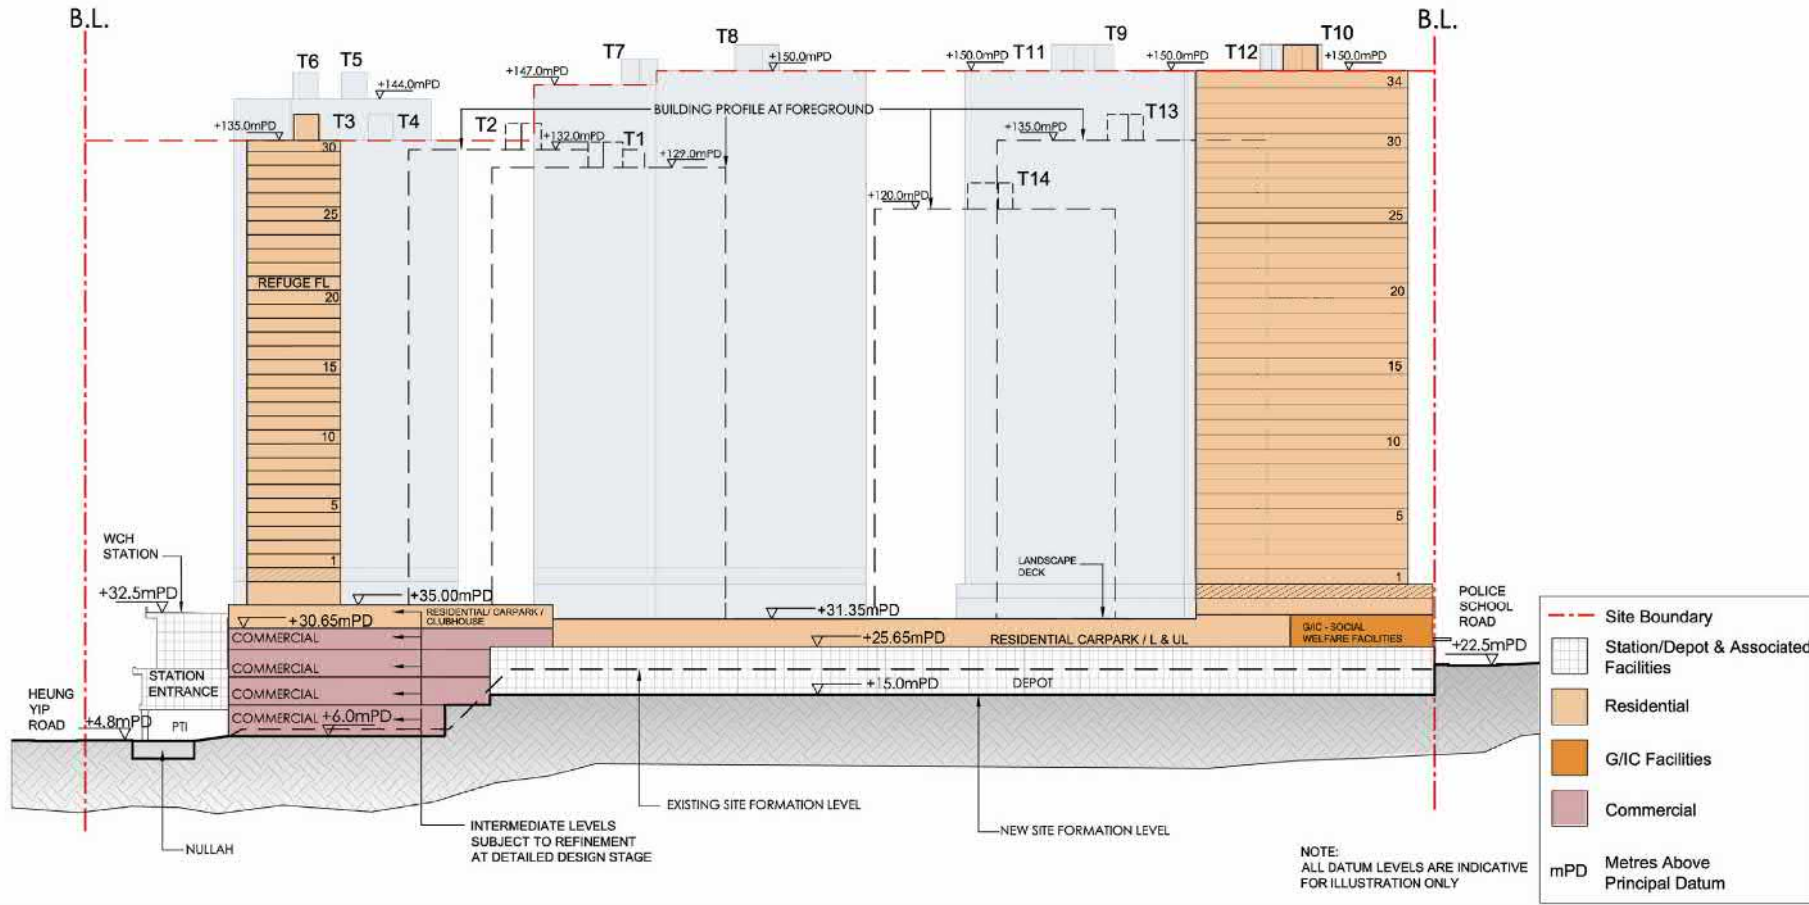 B.L.
B.L.
T6
T5
+144.0mPD
T3
T4
+135.0mPD
T7
T8
+147.0mPD
+150.0mPD
T2
+132.0mPD
T1
+129.0mPD
BUILDING PROFILE AT FOREGROUND
+150.0mPD
T11
T9
+150.0mPD
T12
T10
+150.0mPD
T13
+135.0mPD
T14
+120.0mPD
30
25
REFUGE FL
20
15
10
5
1
34
30
25
20
15
10
5
1
WCH
STATION
+32.5mPD
+35.00mPD
RESIDENTIAL/ CARPARK /
CLUBHOUSE
+30.65mPD
COMMERCIAL
COMMERCIAL
COMMERCIAL
COMMERCIAL
+6.0mPD
STATION
ENTRANCE
PTI
HEUNG
YIP
ROAD
+4.8mPD
NULLAH
LANDSCAPE
DECK
+31.35mPD
+25.65mPD
RESIDENTIAL CARPARK / L & UL
G/IC - SOCIAL
WELFARE FACILITIES
+15.0mPD
DEPOT
POLICE
SCHOOL
ROAD
+22.5mPD
EXISTING SITE FORMATION LEVEL
NEW SITE FORMATION LEVEL
INTERMEDIATE LEVELS
SUBJECT TO REFINEMENT
AT DETAILED DESIGN STAGE
NOTE:
ALL DATUM LEVELS ARE INDICATIVE
FOR ILLUSTRATION ONLY
Site Boundary
Station/Depot & Associated
Facilities
Residential
G/IC Facilities
Commercial
mPD
Metres Above
Principal Datum